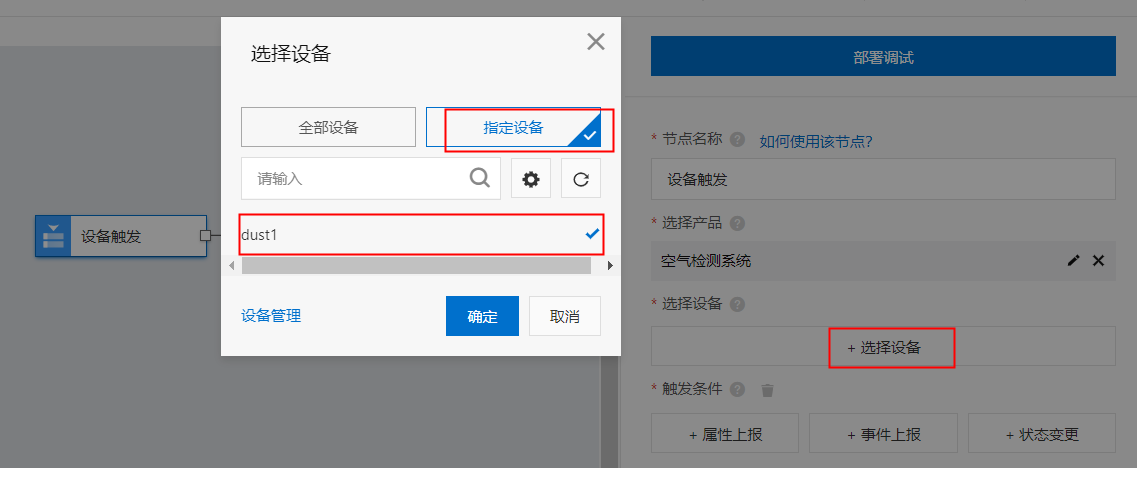 选择设备
全部设备
指定设备
请输入
dust1
设备管理
确定
取消
设备触发
部署调试
* 节点名称 ? 如何使用该节点?
设备触发
* 选择产品 ?
空气检测系统
* 选择设备 ?
+ 选择设备
* 触发条件 ?
+ 属性上报
+ 事件上报
+ 状态变更